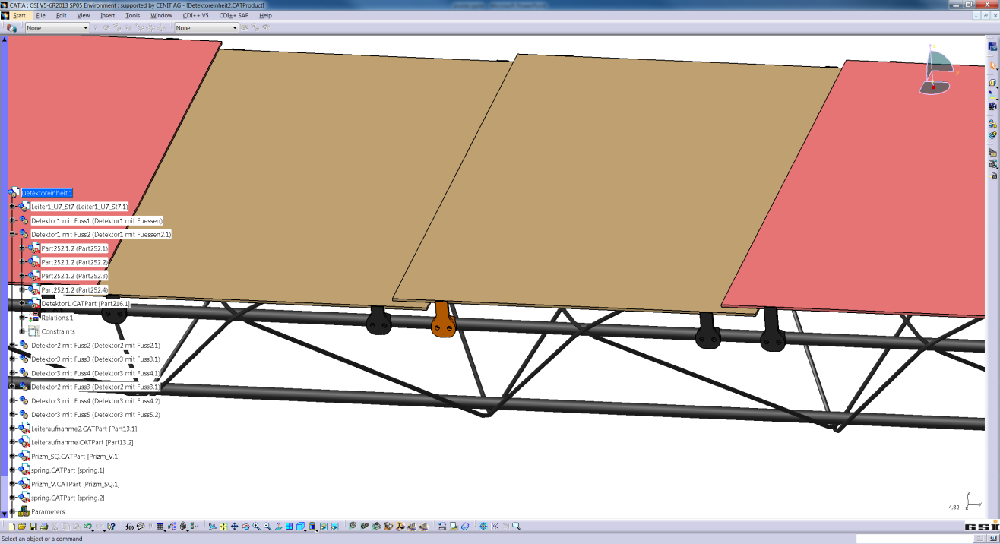 CATIA : GSI V5-6R2013 SP05 Environment : supported by CENIT AG - [Detektoreinheit2.CATProduct]
Start File Edit View Insert Tools Window CDI++ V5 CDI±+ SAP Help
None None
Detektoreinheit.1
Leiter1_U7_St7 (Leiter1_U7_St7.1)
Detektor1 mit Fuss1 (Detektor1 mit Fuessen)
Detektor1 mit Fuss2 (Detektor1 mit Fuessen2.1)
Part252.1.2 (Part252.1)
Part252.1.2 (Part252.2)
Part252.1.2 (Part252.3)
Part252.1.2 (Part252.4)
Detektor1.CATPart [Part216.1]
Relations.1
Constraints
Detektor2 mit Fuss2 (Detektor2 mit Fuss2.1)
Detektor3 mit Fuss3 (Detektor3 mit Fuss3.1)
Detektor3 mit Fuss4 (Detektor3 mit Fuss4.1)
Detektor2 mit Fuss3 (Detektor2 mit Fuss3.1)
Detektor3 mit Fuss4 (Detektor3 mit Fuss4.2)
Detektor3 mit Fuss5 (Detektor3 mit Fuss5.2)
Leiteraufnahme2.CATPart [Part13.1]
Leiteraufnahme.CATPart [Part13.2]
Prizm_SQ.CATPart [Prizm_V.1]
spring.CATPart [spring.1]
Prizm_V.CATPart [Prizm_SQ.1]
spring.CATPart [spring.2]
Parameters
z
4.82 x y
GSI
Select an object or a command